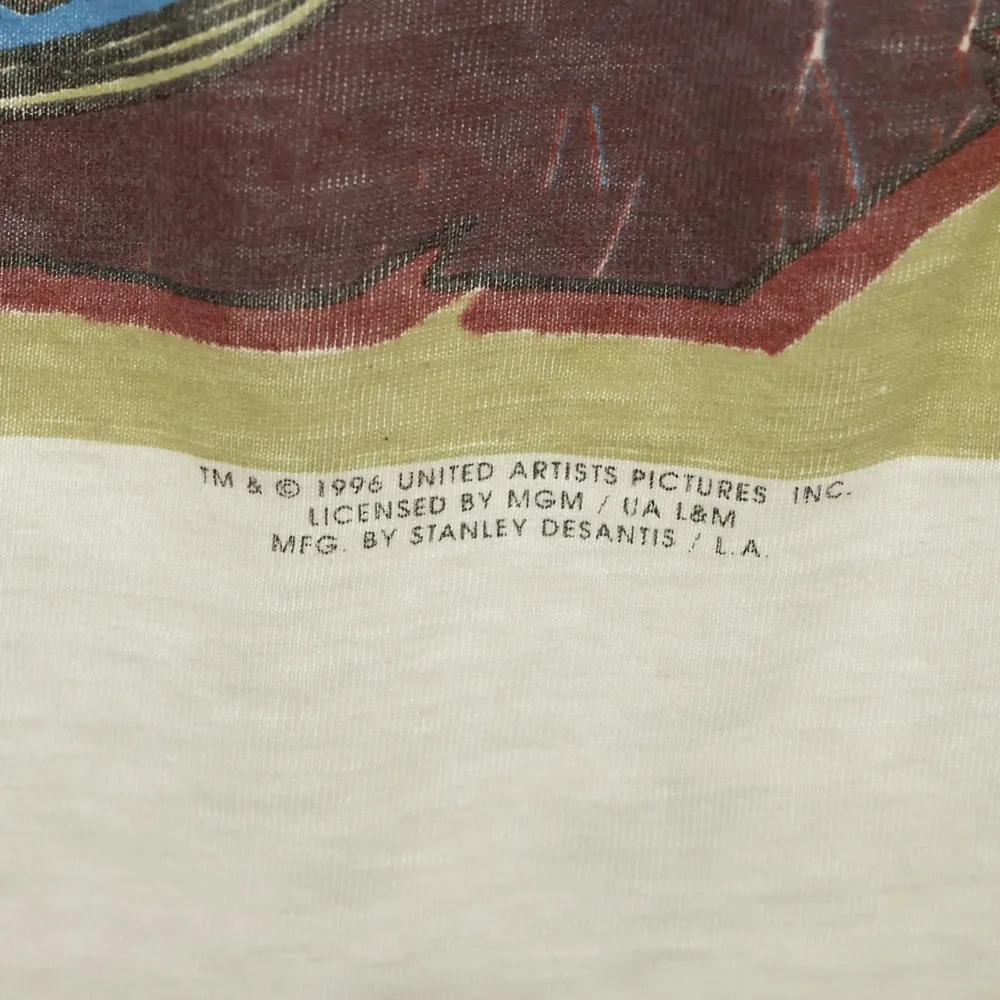 TM & © 1996 UNITED ARTISTS PICTURES INC.
LICENSED BY MGM / UA L&M
MFG. BY STANLEY DESANTIS / L.A.